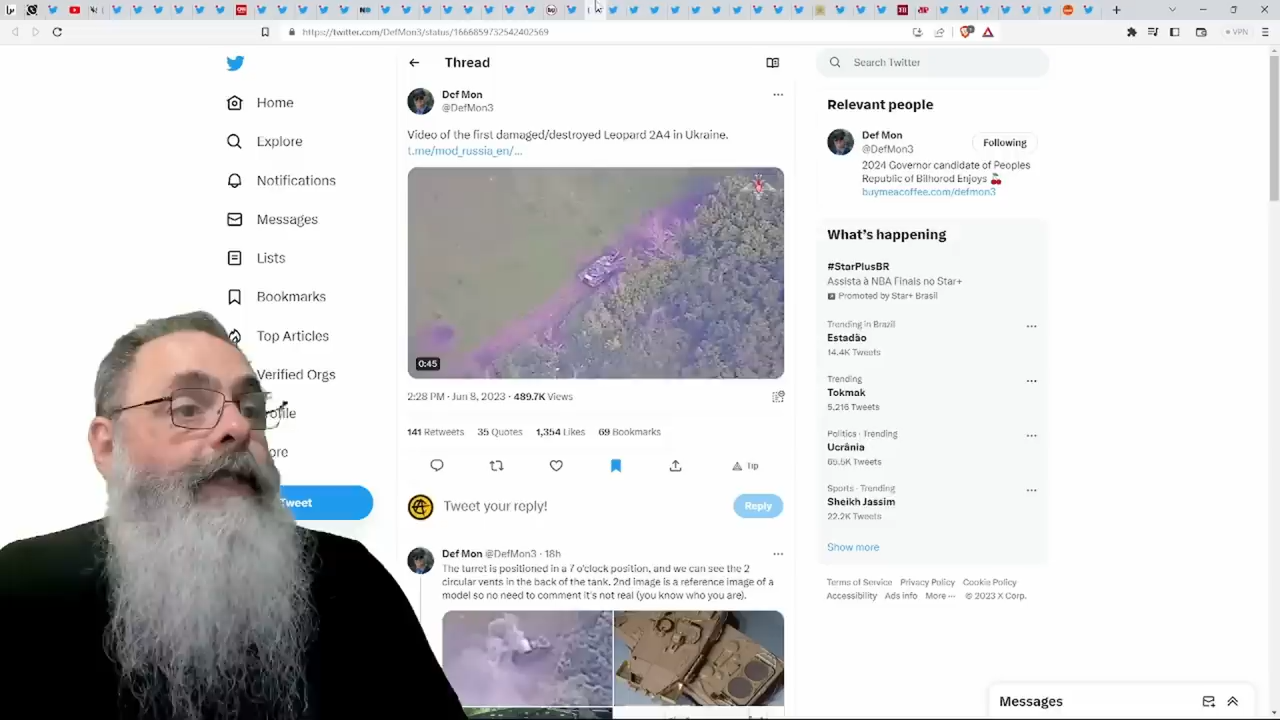 https://twitter.com/DefMon3/status/1666859732542402569
VPN
Thread
Search Twitter
Home
Explore
Notifications
Messages
Lists
Bookmarks
Top Articles
Verified Orgs
ofile
ore
Tweet
Def Mon
@DefMon3
Video of the first damaged/destroyed Leopard 2A4 in Ukraine.
t.me/mod_russia_en/...
0:45
2:28 PM · Jun 8, 2023 · 489.7K Views
141 Retweets 35 Quotes 1,354 Likes 69 Bookmarks
Tip
Tweet your reply!
Reply
Def Mon @DefMon3 · 18h
The turret is positioned in a 7 o'clock position, and we can see the 2
circular vents in the back of the tank. 2nd image is a reference image of a
model so no need to comment it's not real (you know who you are).
Relevant people
Def Mon
@DefMon3
Following
2024 Governor candidate of Peoples
Republic of Bilhorod Enjoys 🍒
buymeacoffee.com/defmon3
What's happening
#StarPlusBR
Assista à NBA Finals no Star+
Promoted by Star+ Brasil
Trending in Brazil
Estadão
14.4K Tweets
Trending
Tokmak
5,216 Tweets
Politics · Trending
Ucrânia
Tweets
Sports · Trending
Sheikh Jassim
22.2K Tweets
Show more
Terms of Service Privacy Policy Cookie Policy
Accessibility Ads info More ··· © 2023 X Corp.
Messages